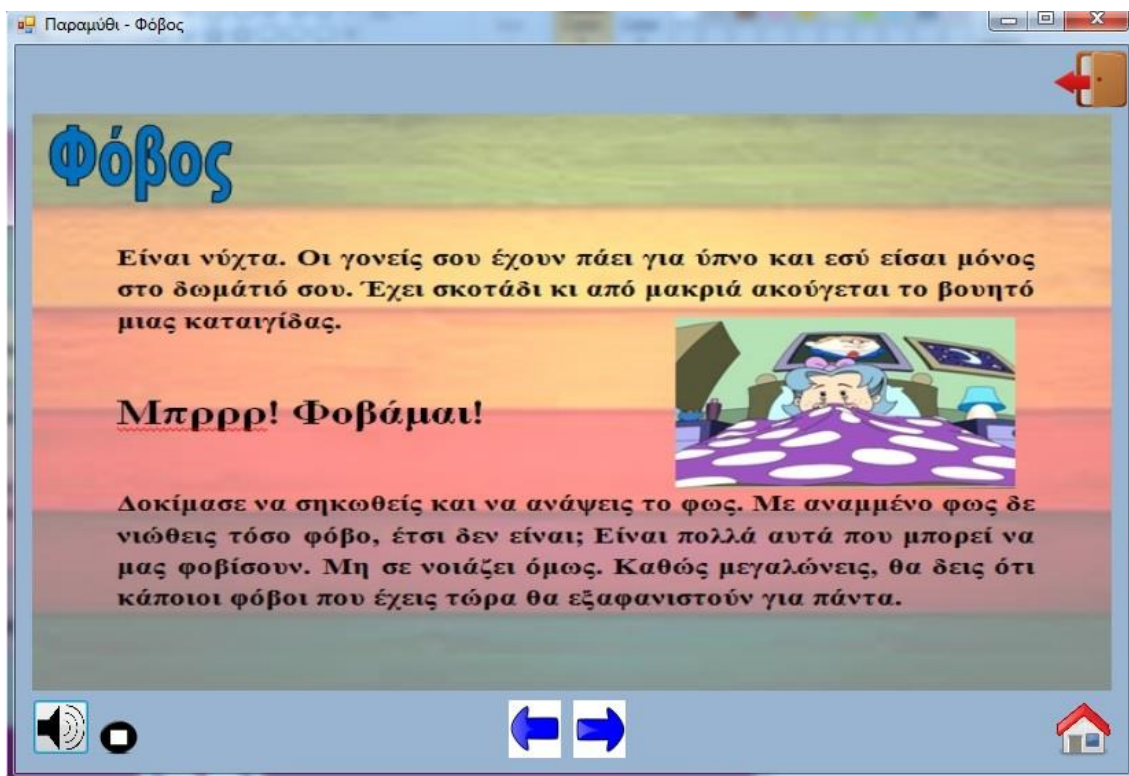 Παραμύθι - Φόβος
Φόβος
Είναι νύχτα. Οι γονείς σου έχουν πάει για ύπνο και εσύ είσαι μόνος
στο δωμάτιό σου. Έχει σκοτάδι κι από μακριά ακούγεται το βουητό
μιας καταιγίδας.
Μπρρρ! Φοβάμαι!
Δοκίμασε να σηκωθείς και να ανάψεις το φως. Με αναμμένο φως δε
νιώθεις τόσο φόβο, έτσι δεν είναι; Είναι πολλά αυτά που μπορεί να
μας φοβίσουν. Μη σε νοιάζει όμως. Καθώς μεγαλώνεις, θα δεις ότι
κάποιοι φόβοι που έχεις τώρα θα εξαφανιστούν για πάντα.